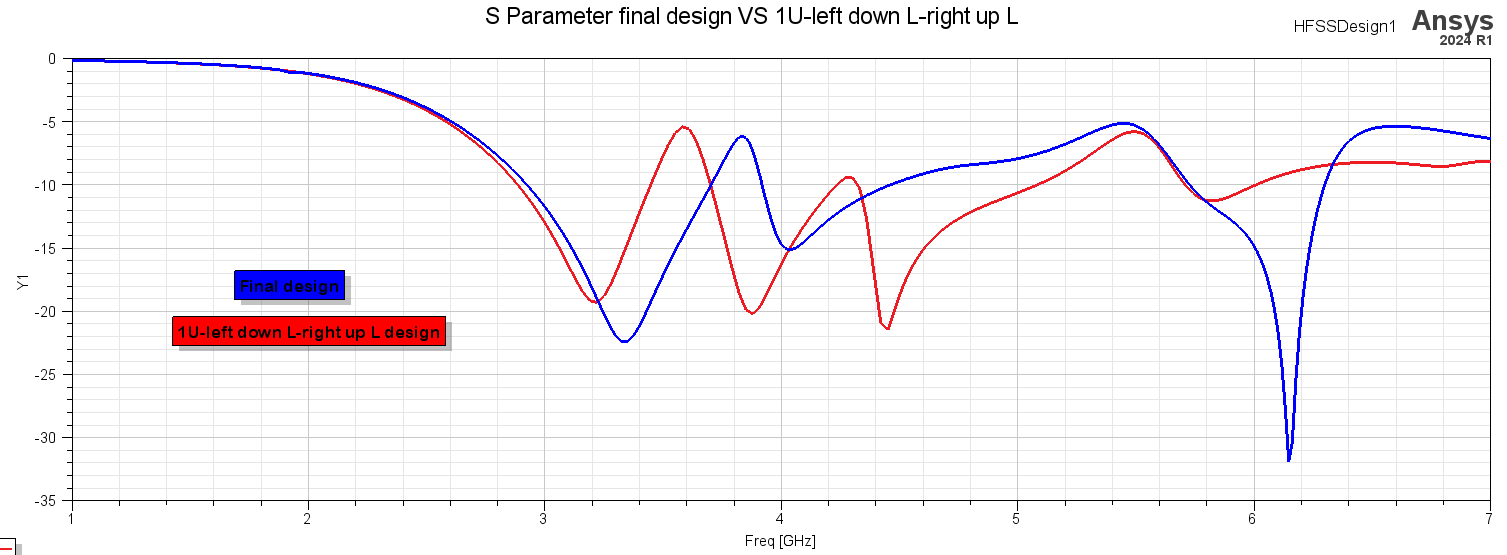 S Parameter final design VS 1U-left down L-right up L
HFSSDesign1
Ansys
2024 R1
0
-5
-10
-15
-20
-25
-30
-35
Y1
Final design
1U-left down L-right up L design
1 2 3 4 5 6 7
Freq [GHz]